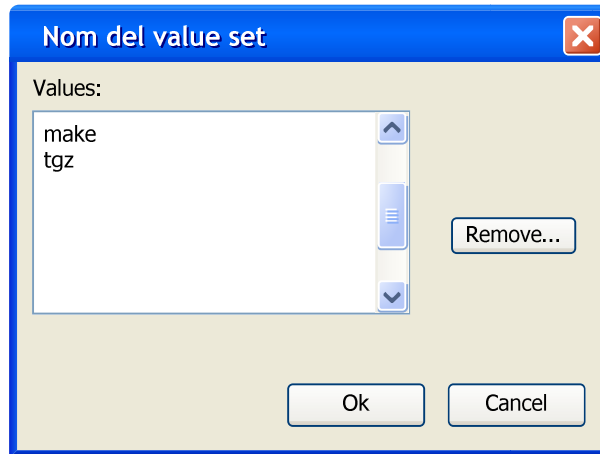 Nom del value set
Values:
make
tgz
Remove...
Ok
Cancel